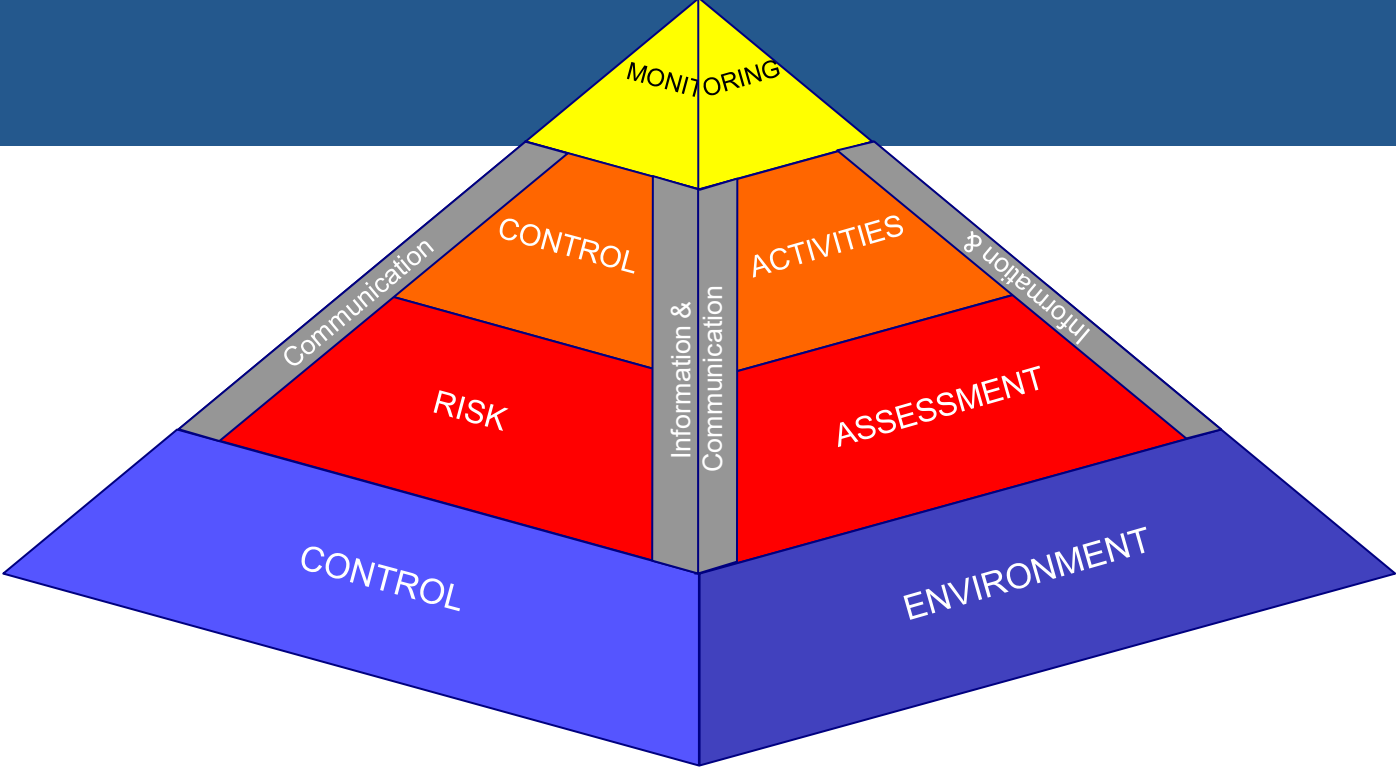 MONITORING
CONTROL ACTIVITIES
Communication
Information &
Communication
Information &
RISK ASSESSMENT
CONTROL ENVIRONMENT